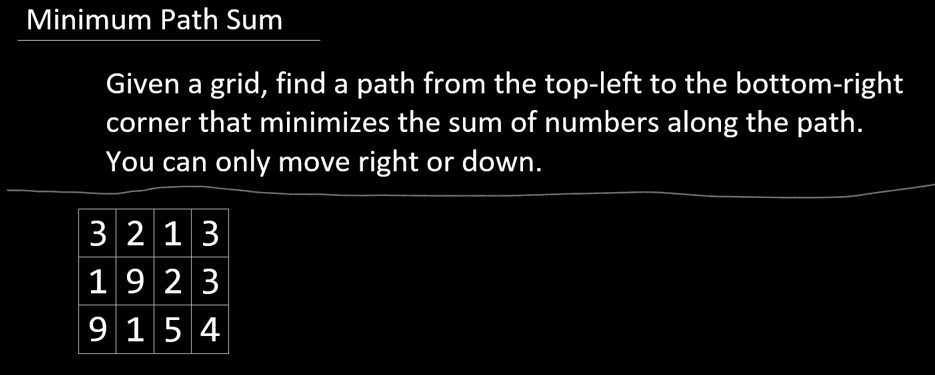 Minimum Path Sum
Given a grid, find a path from the top-left to the bottom-right
corner that minimizes the sum of numbers along the path.
You can only move right or down.
3 2 1 3
1 9 2 3
9 1 5 4